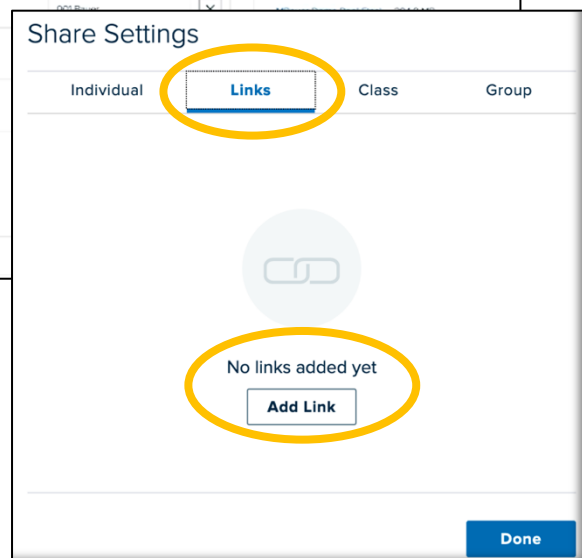 Share Settings
Individual Links Class Group
No links added yet
Add Link
Done